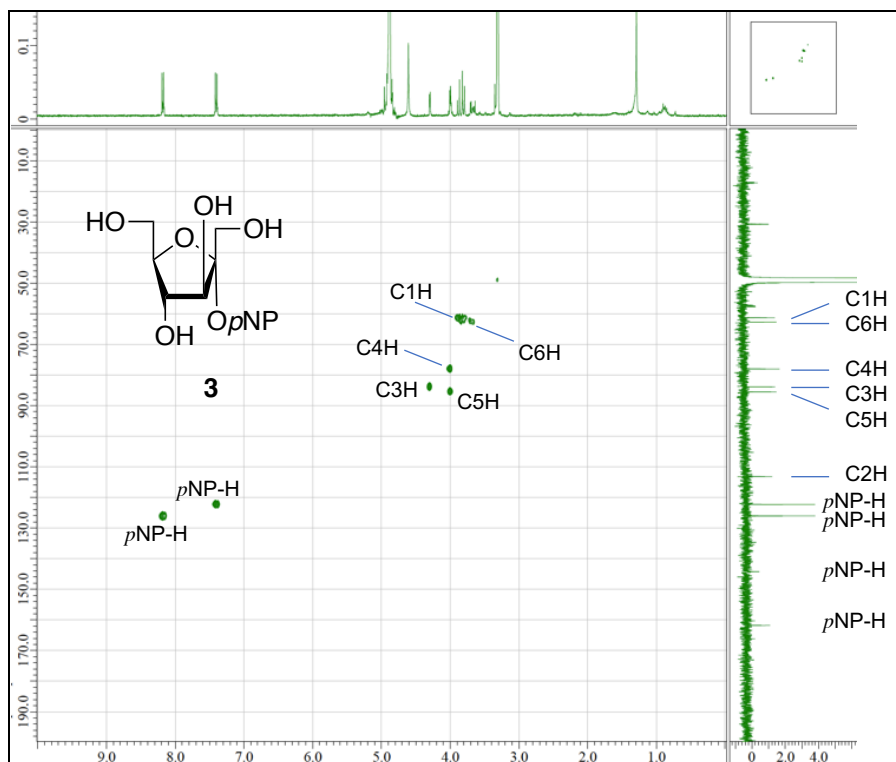 0.1
0
10.0
30.0
50.0
70.0
90.0
110.0
130.0
150.0
170.0
190.0
HO
OH
O
OH
OH
OpNP
3
C1H
C6H
C4H
C3H
C5H
pNP-H
pNP-H
C1H
C6H
C4H
C3H
C5H
C2H
pNP-H
pNP-H
pNP-H
pNP-H
9.0 8.0 7.0 6.0 5.0 4.0 3.0 2.0 1.0
0 2.0 4.0